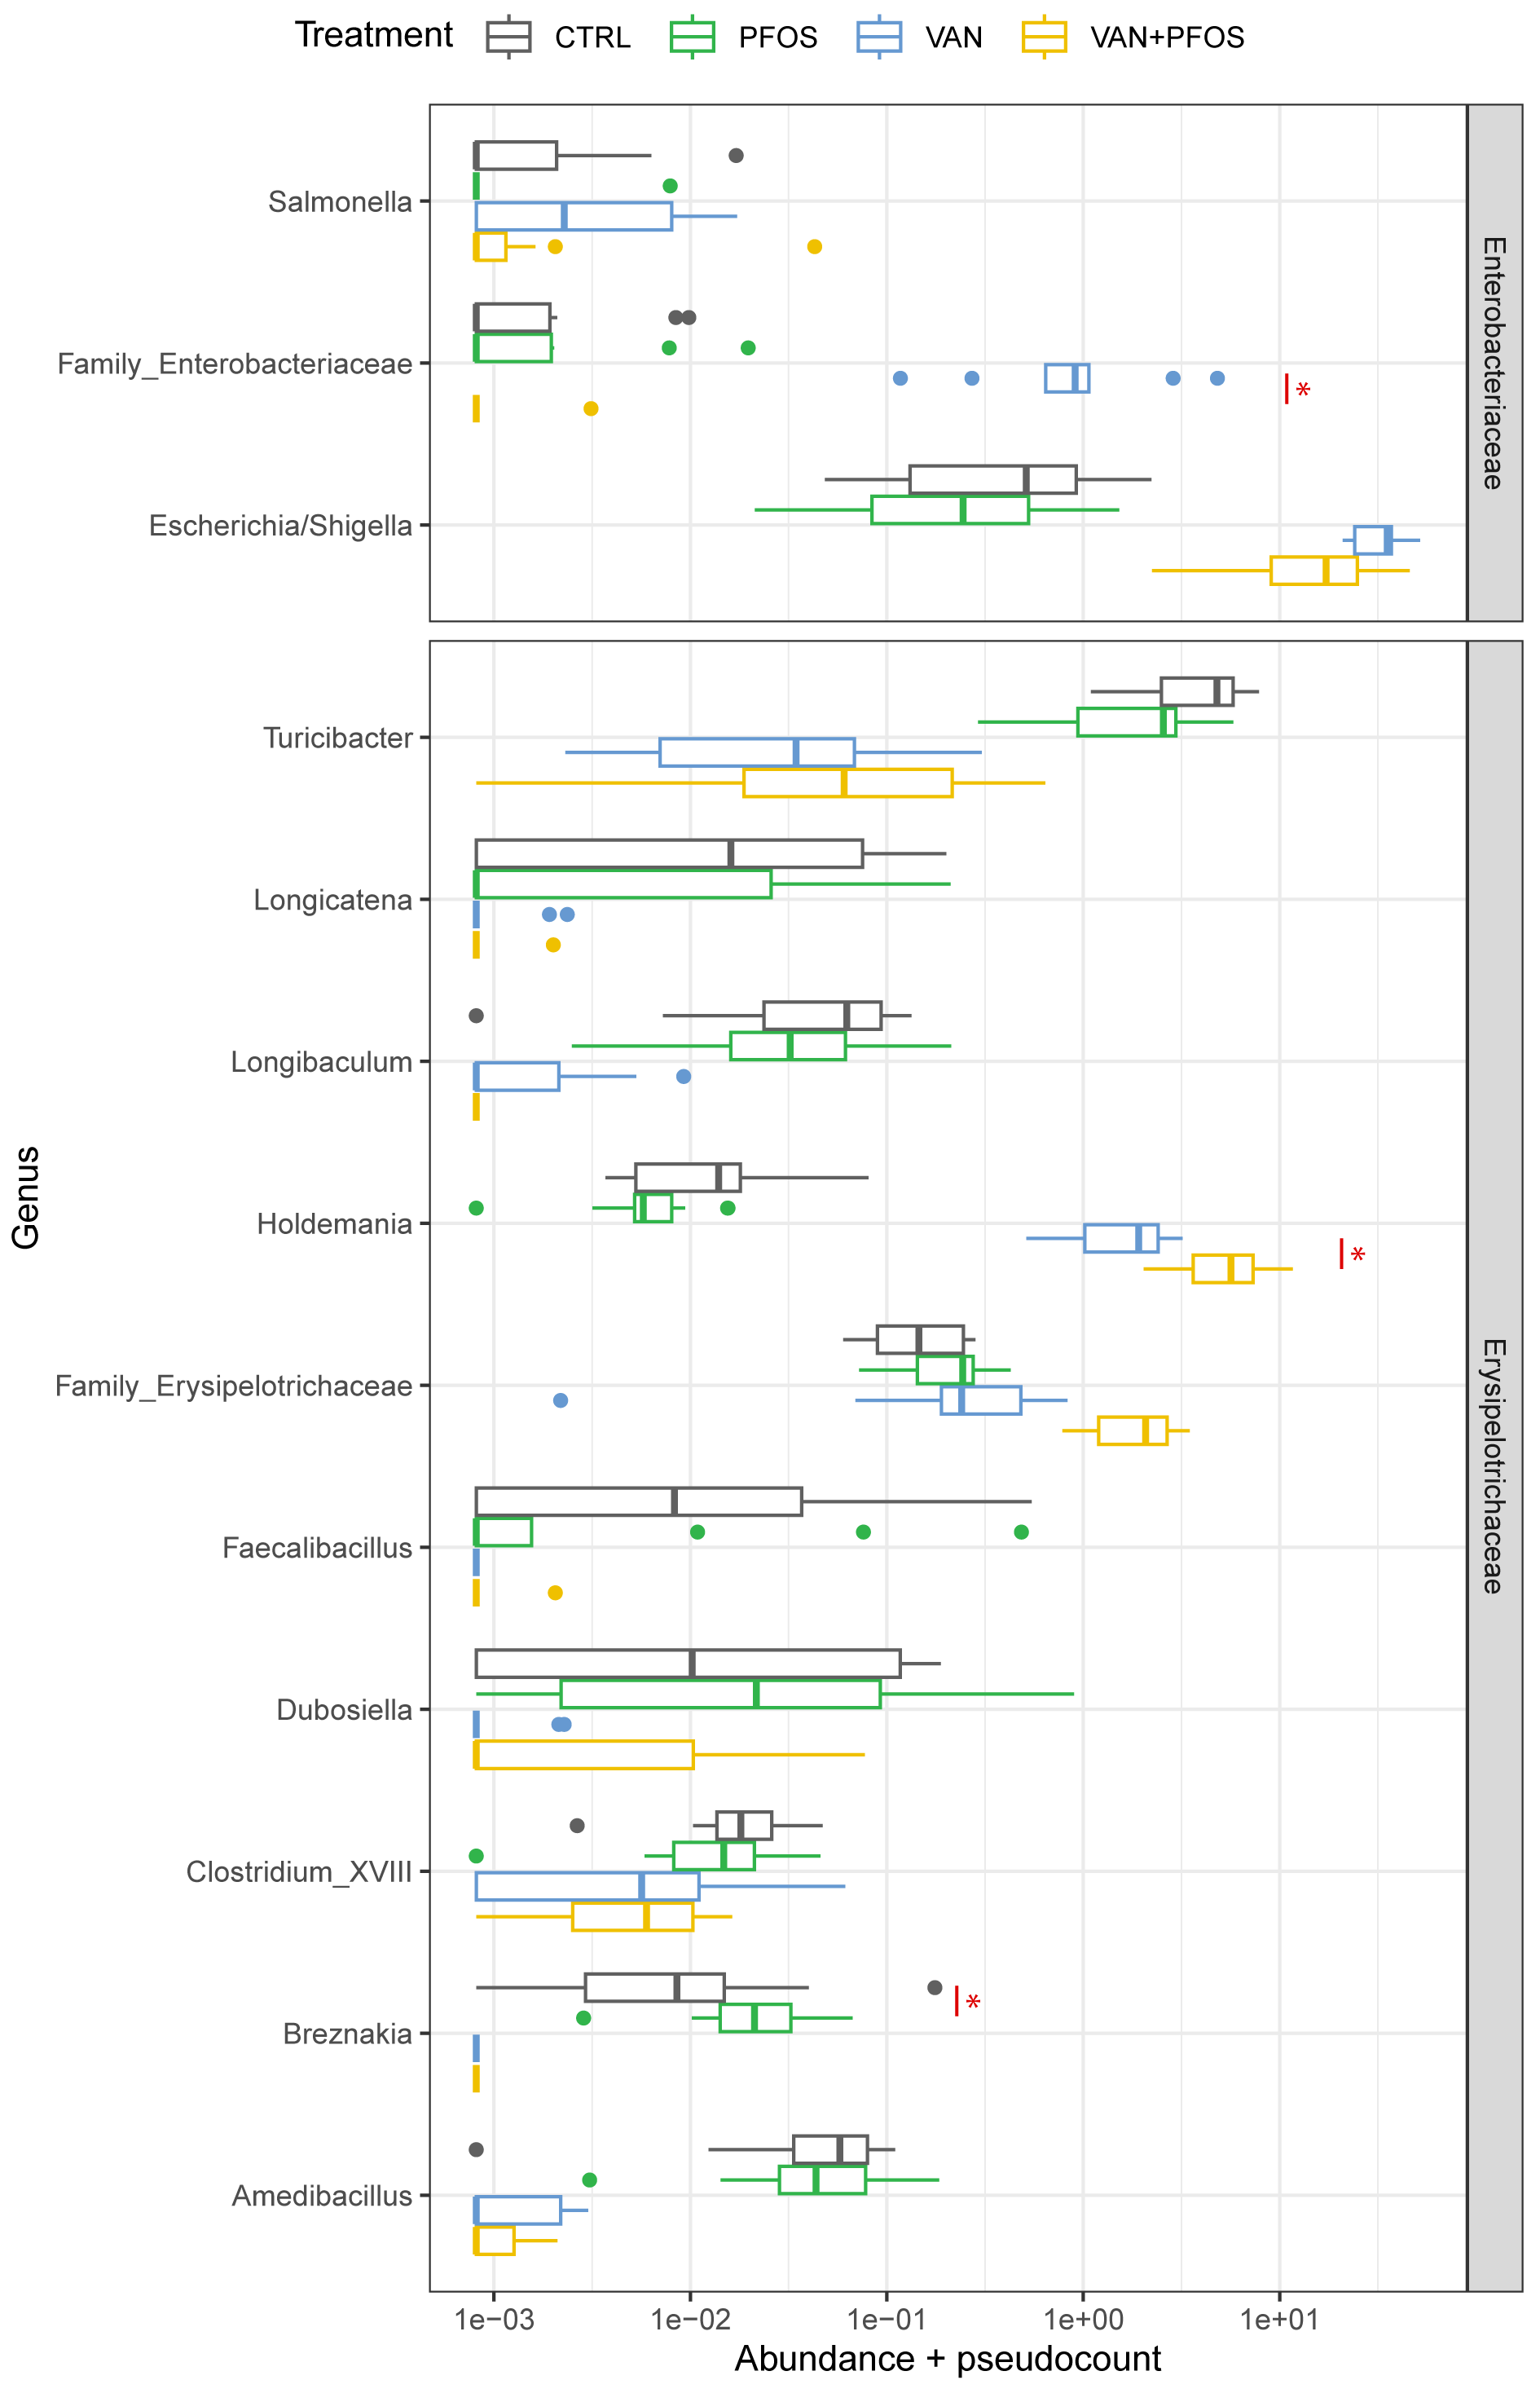 Treatment CTRL PFOS VAN VAN+PFOS
Enterobacteriaceae
Salmonella
Family_Enterobacteriaceae
*
Escherichia/Shigella
Erysipelotrichaceae
Turicibacter
Longicatena
Longibaculum
Genus
Holdemania
*
Family_Erysipelotrichaceae
Faecalibacillus
Dubosiella
Clostridium_XVIII
Breznakia
*
Amedibacillus
1e−03 1e−02 1e−01 1e+00 1e+01
Abundance + pseudocount